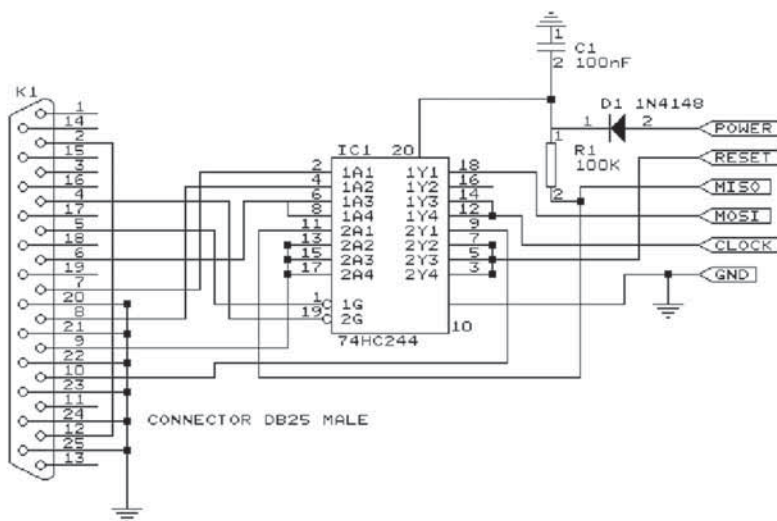 K1
1
14
2
15
3
16
4
17
5
18
6
19
7
20
8
21
9
22
10
23
11
24
12
25
13
CONNECTOR DB25 MALE
IC1 20
2 1A1 1Y1 18
4 1A2 1Y2 16
6 1A3 1Y3 14
8 1A4 1Y4 12
11 2A1 2Y1 9
13 2A2 2Y2 7
15 2A3 2Y3 5
17 2A4 2Y4 3
1 1G
19 2G
10
74HC244
1
C1
2 100nF
D1 1N4148
1 2
1
R1
100K
2
POWER
RESET
MISO
MOSI
CLOCK
GND